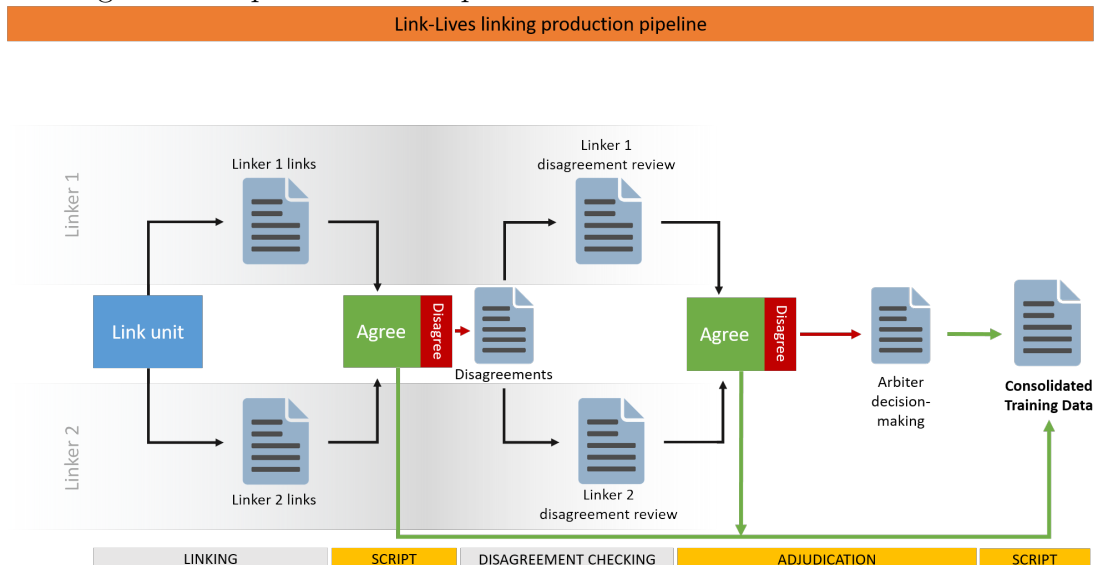 Link-Lives linking production pipeline
Linker 1
Linker 1 links
Linker 1
disagreement review
Link unit
Agree
Disagree
Disagreements
Agree
Disagree
Arbiter
decision-
making
Consolidated
Training Data
Linker 2
Linker 2 links
Linker 2
disagreement review
LINKING
SCRIPT
DISAGREEMENT CHECKING
ADJUDICATION
SCRIPT